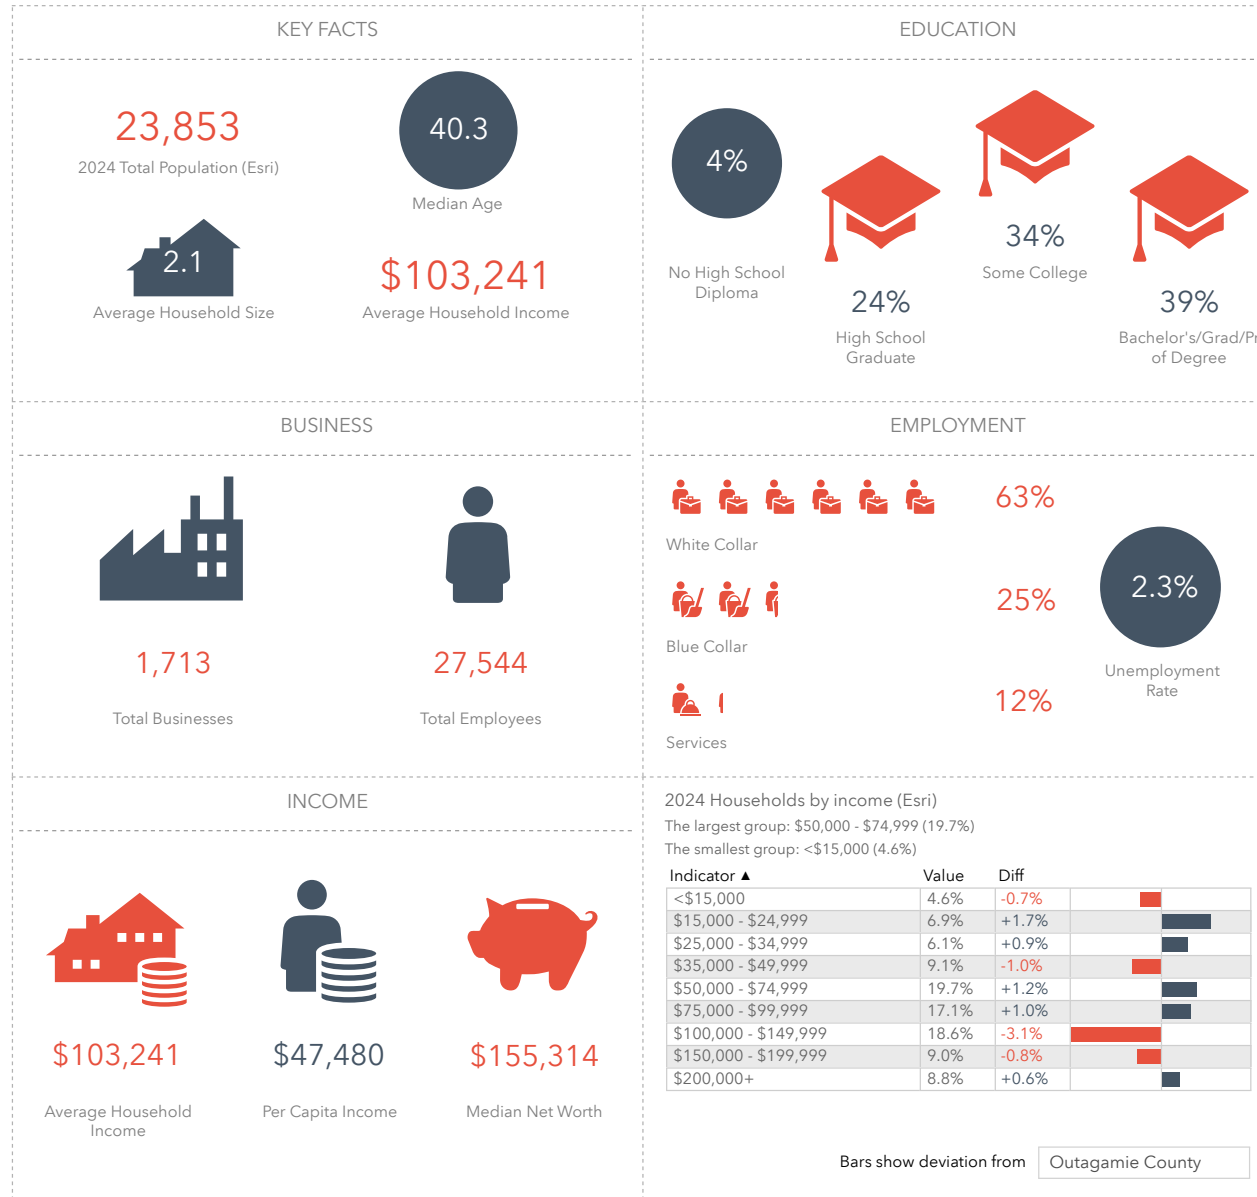 KEY FACTS
23,853
2024 Total Population (Esri)
40.3
Median Age
2.1
Average Household Size
$103,241
Average Household Income
EDUCATION
4%
No High School
Diploma
24%
High School
Graduate
34%
Some College
39%
Bachelor's/Grad/Pr
of Degree
BUSINESS
1,713
Total Businesses
27,544
Total Employees
EMPLOYMENT
63%
White Collar
25%
Blue Collar
12%
Services
2.3%
Unemployment
Rate
INCOME
$103,241
Average Household
Income
$47,480
Per Capita Income
$155,314
Median Net Worth
2024 Households by income (Esri)
The largest group: $50,000 - $74,999 (19.7%)
The smallest group: <$15,000 (4.6%)
Indicator ▲ Value Diff
<$15,000 4.6% -0.7%
$15,000 - $24,999 6.9% +1.7%
$25,000 - $34,999 6.1% +0.9%
$35,000 - $49,999 9.1% -1.0%
$50,000 - $74,999 19.7% +1.2%
$75,000 - $99,999 17.1% +1.0%
$100,000 - $149,999 18.6% -3.1%
$150,000 - $199,999 9.0% -0.8%
$200,000+ 8.8% +0.6%
Bars show deviation from Outagamie County